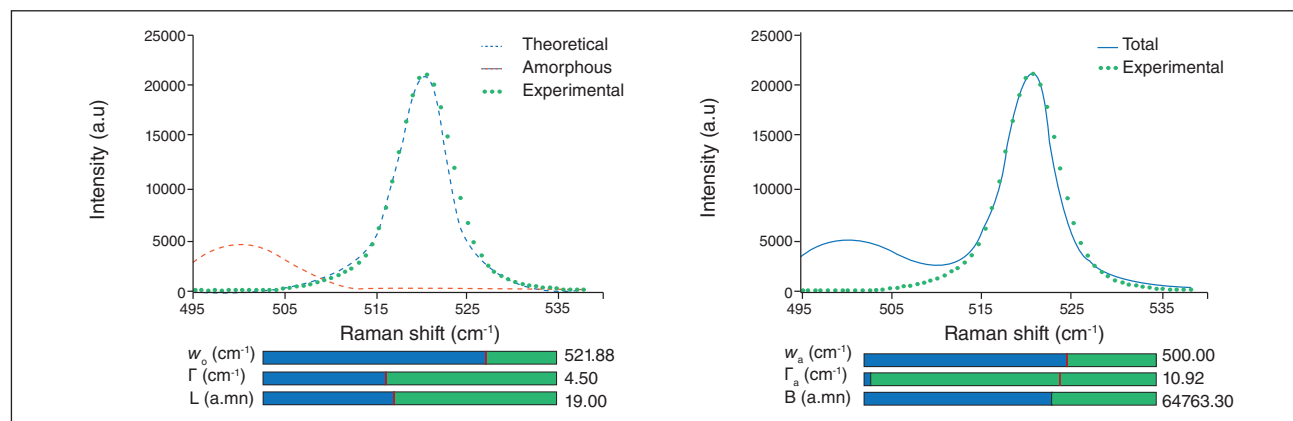 25000
20000
15000
10000
5000
0
Intensity (a.u)
Theoretical
Amorphous
Experimental
495 505 515 525 535
Raman shift (cm-1)
wo (cm-1) 521.88
Γ (cm-1) 4.50
L (a.mn) 19.00
25000
20000
15000
10000
5000
0
Intensity (a.u)
Total
Experimental
495 505 515 525 535
Raman shift (cm-1)
wa (cm-1) 500.00
Γa (cm-1) 10.92
B (a.mn) 64763.30